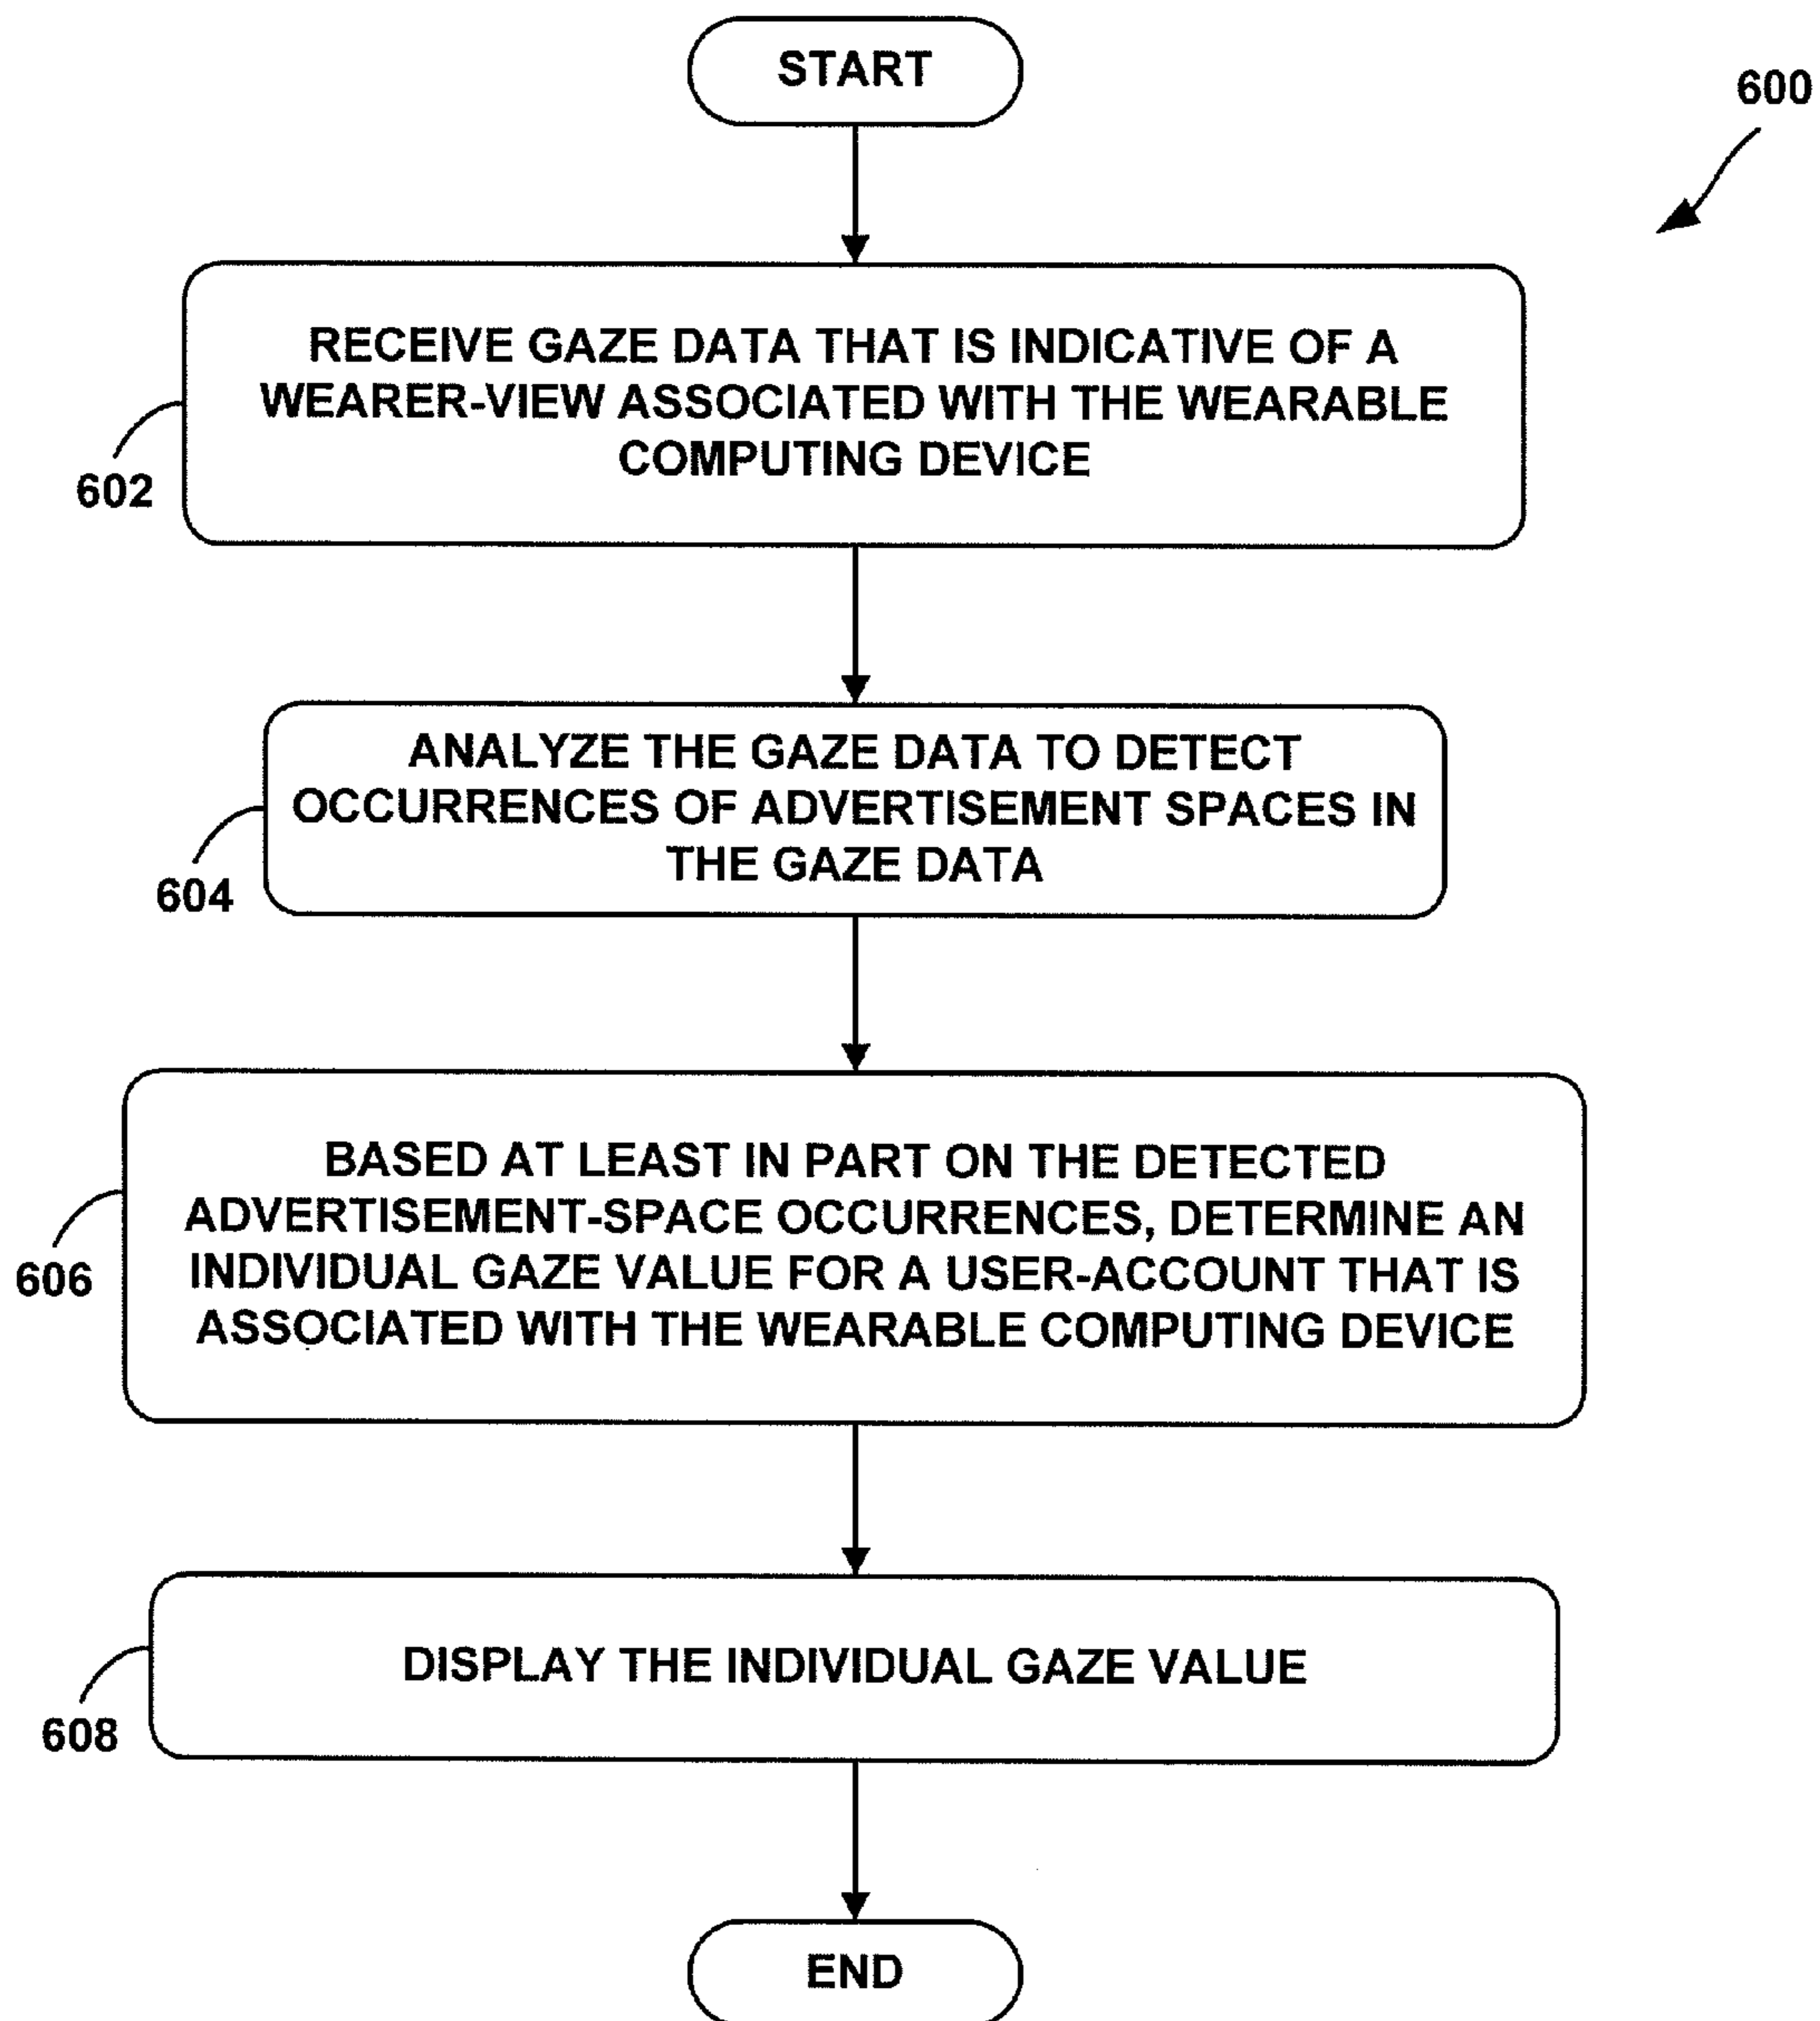 START
600
RECEIVE GAZE DATA THAT IS INDICATIVE OF A
WEARER-VIEW ASSOCIATED WITH THE WEARABLE
COMPUTING DEVICE
602
ANALYZE THE GAZE DATA TO DETECT
OCCURRENCES OF ADVERTISEMENT SPACES IN
THE GAZE DATA
604
BASED AT LEAST IN PART ON THE DETECTED
ADVERTISEMENT-SPACE OCCURRENCES, DETERMINE AN
INDIVIDUAL GAZE VALUE FOR A USER-ACCOUNT THAT IS
ASSOCIATED WITH THE WEARABLE COMPUTING DEVICE
606
DISPLAY THE INDIVIDUAL GAZE VALUE
608
END